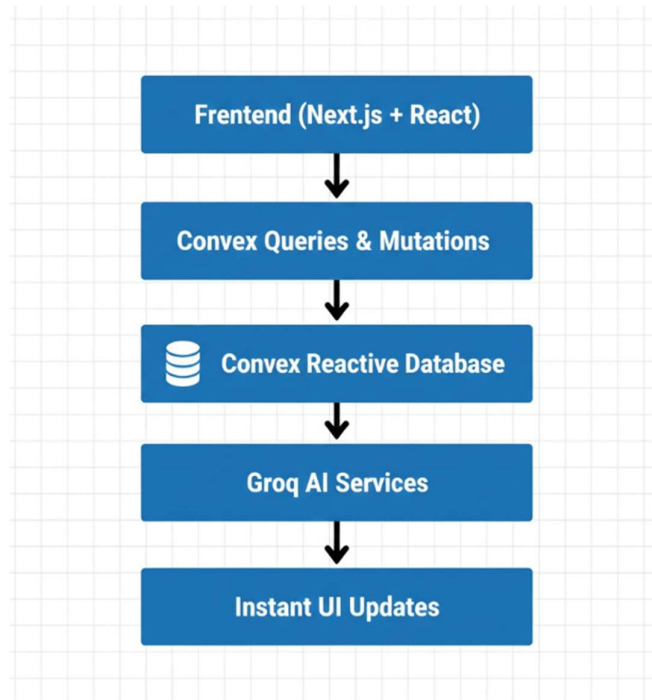 Frentend (Next.js + React)
Convex Queries & Mutations
Convex Reactive Database
Groq AI Services
Instant UI Updates